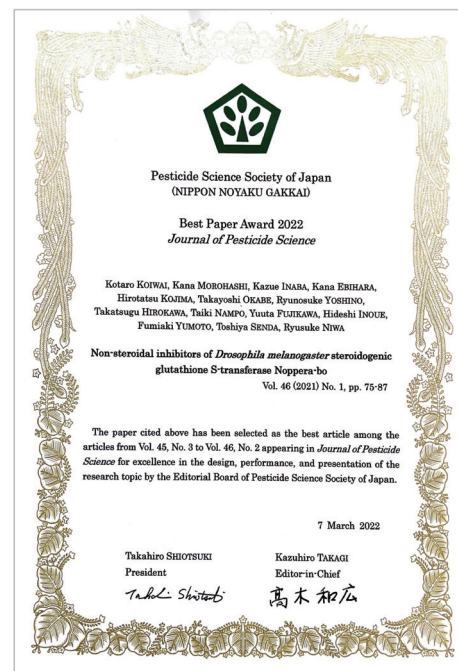 Pesticide Science Society of Japan
(NIPPON NOYAKU GAKKAI)
Best Paper Award 2022
Journal of Pesticide Science
Kotaro KOIWAI, Kana MOROHASHI, Kazue INABA, Kana EBIHARA,
Hirotatsu KOJIMA, Takayoshi OKABE, Ryunosuke YOSHINO,
Takatsugu HIROKAWA, Taiki NAMPO, Yuuta FUJIKAWA, Hideshi INOUE,
Fumiaki YUMOTO, Toshiya SENDA, Ryusuke NIWA
Non-steroidal inhibitors of Drosophila melanogaster steroidogenic
glutathione S-transferase Noppera-bo
Vol. 46 (2021) No. 1, pp. 75-87
The paper cited above has been selected as the best article among the
articles from Vol. 45, No. 3 to Vol. 46, No. 2 appearing in Journal of Pesticide
Science for excellence in the design, performance, and presentation of the
research topic by the Editorial Board of Pesticide Science Society of Japan.
7 March 2022
Takahiro SHIOTSUKI Kazuhiro TAKAGI
President Editor-in-Chief
Takahiro Shiotsuki 髙木和広